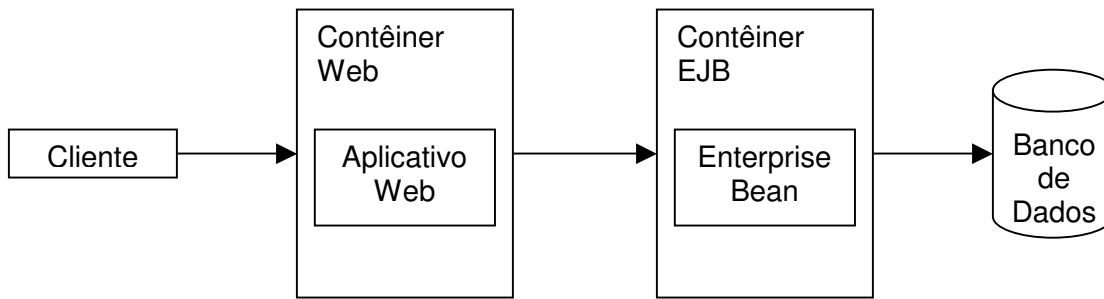 Cliente
Contêiner
Web
Aplicativo
Web
Contêiner
EJB
Enterprise
Bean
Banco
de
Dados